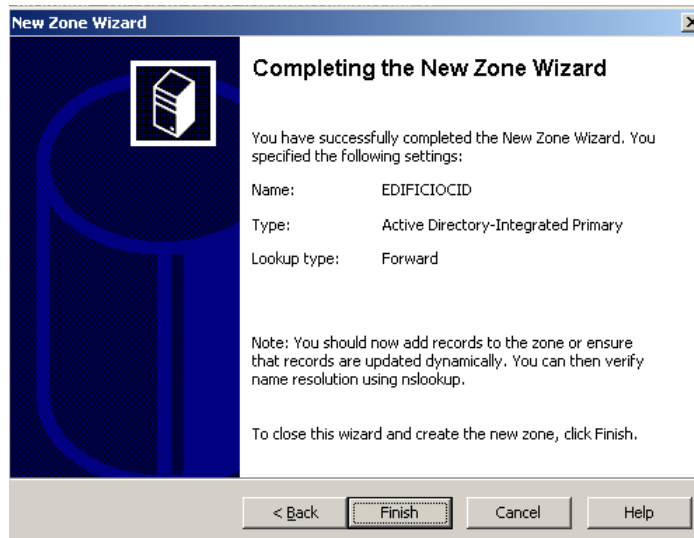 New Zone Wizard
Completing the New Zone Wizard
You have successfully completed the New Zone Wizard. You
specified the following settings:
Name: EDIFICIOCID
Type: Active Directory-Integrated Primary
Lookup type: Forward
Note: You should now add records to the zone or ensure
that records are updated dynamically. You can then verify
name resolution using nslookup.
To close this wizard and create the new zone, click Finish.
< Back Finish Cancel Help